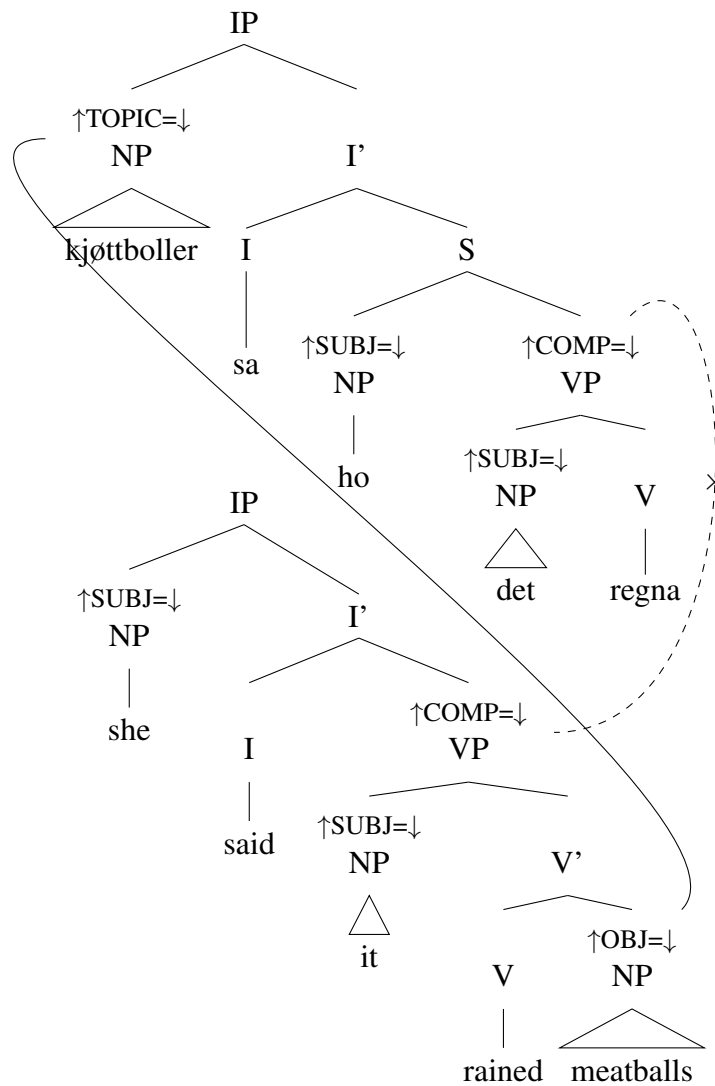 IP
↑TOPIC=↓
NP
I'
kjøttboller
I
S
sa
↑SUBJ=↓
NP
↑COMP=↓
VP
ho
↑SUBJ=↓
NP
V
det
regna
IP
↑SUBJ=↓
NP
I'
she
I
↑COMP=↓
VP
said
↑SUBJ=↓
NP
V'
it
V
↑OBJ=↓
NP
rained
meatballs